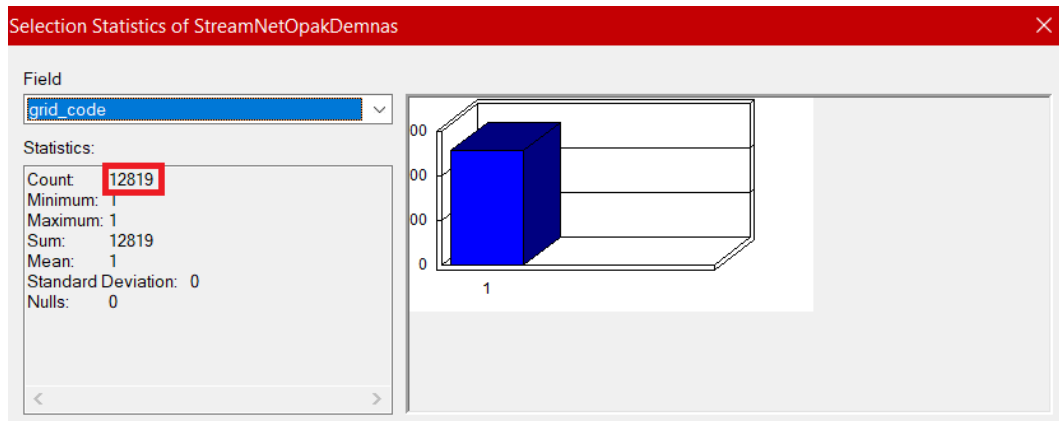 Selection Statistics of StreamNetOpakDemnas
Field
grid_code
Statistics:
Count: 12819
Minimum: 1
Maximum: 1
Sum: 12819
Mean: 1
Standard Deviation: 0
Nulls: 0
00
00
00
0
1